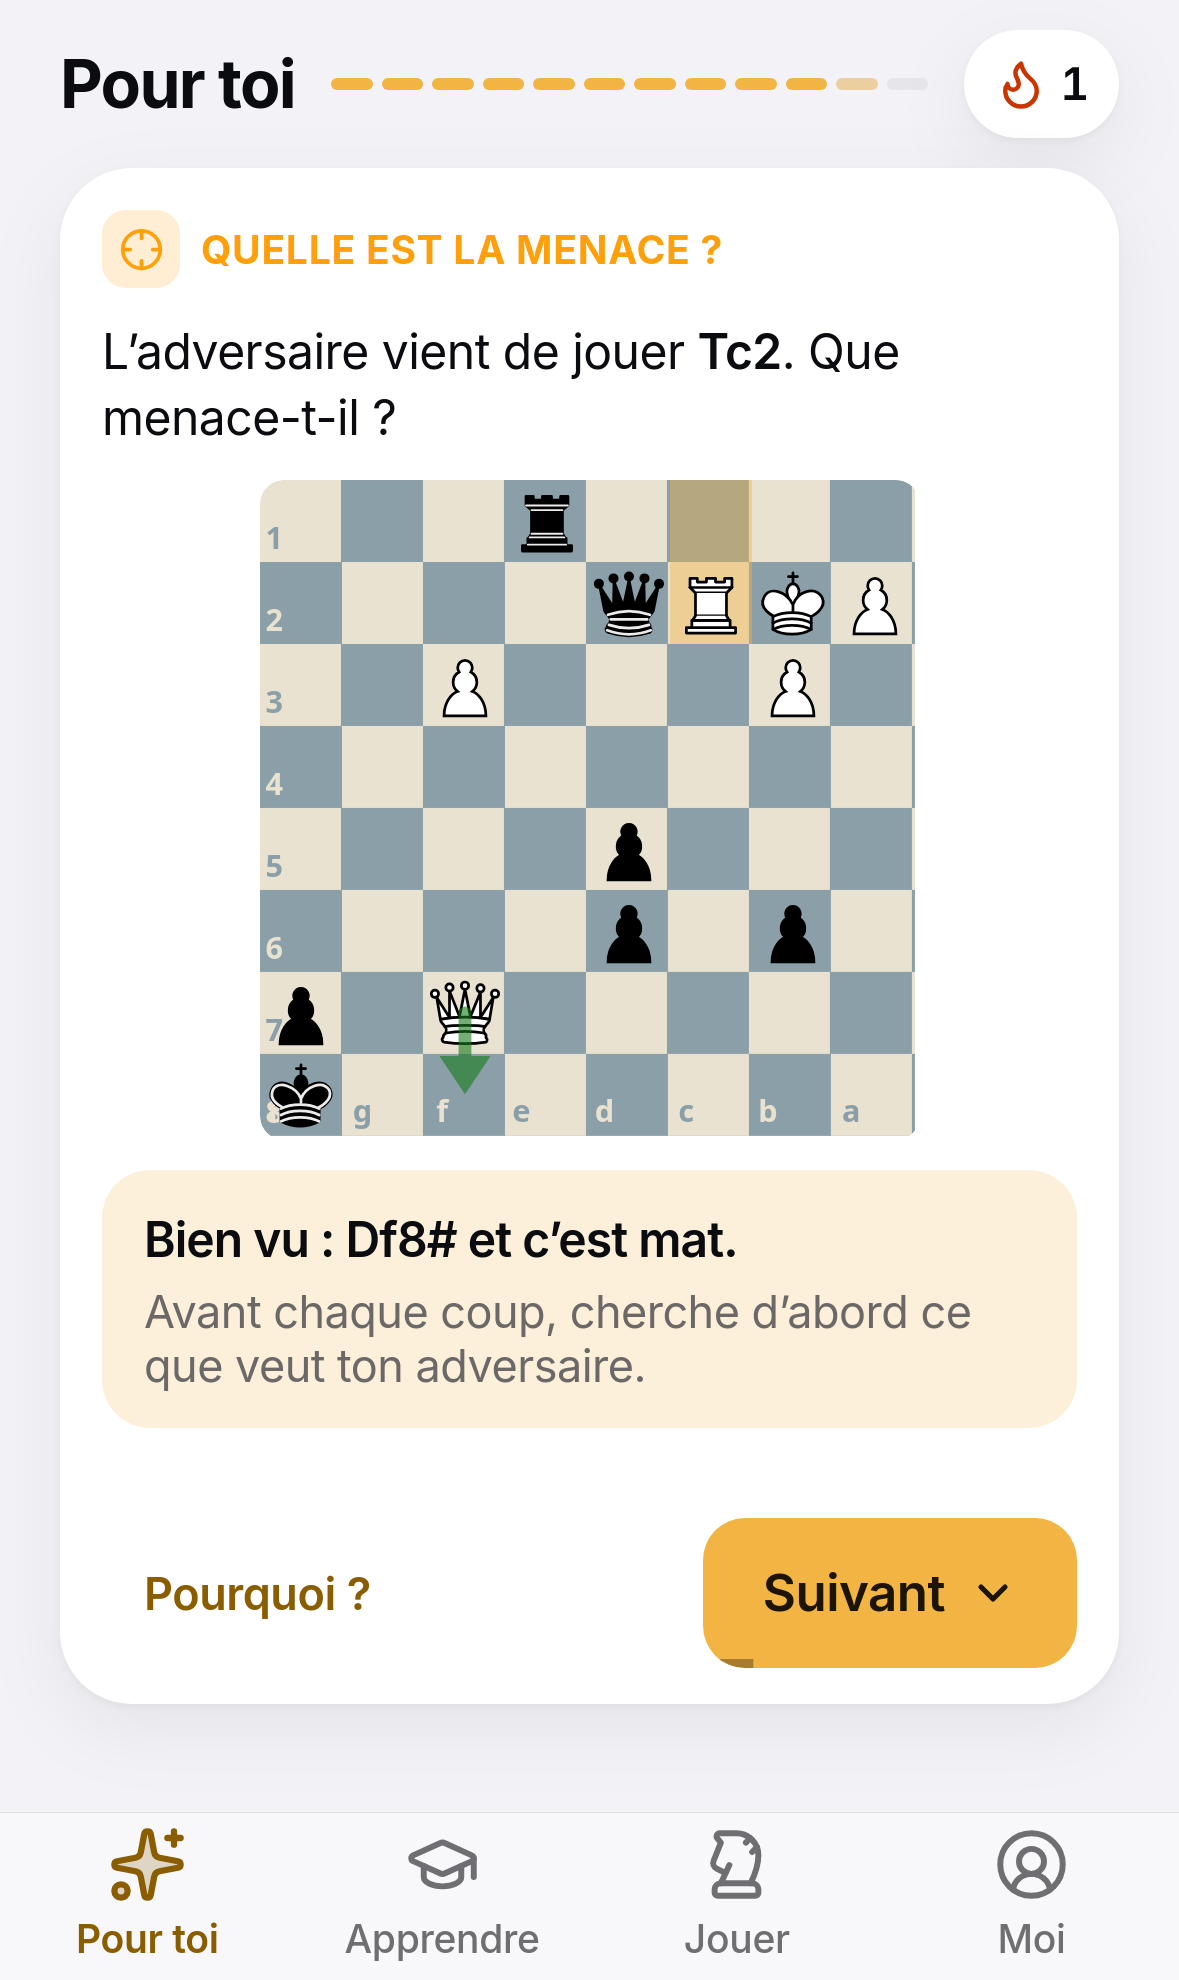 Pour toi
1
QUELLE EST LA MENACE ?
L’adversaire vient de jouer Tc2. Que
menace-t-il ?
1
2
3
4
5
6
7
8
g f e d c b a
Bien vu : Df8# et c’est mat.
Avant chaque coup, cherche d’abord ce
que veut ton adversaire.
Pourquoi ?
Suivant
Pour toi
Apprendre
Jouer
Moi